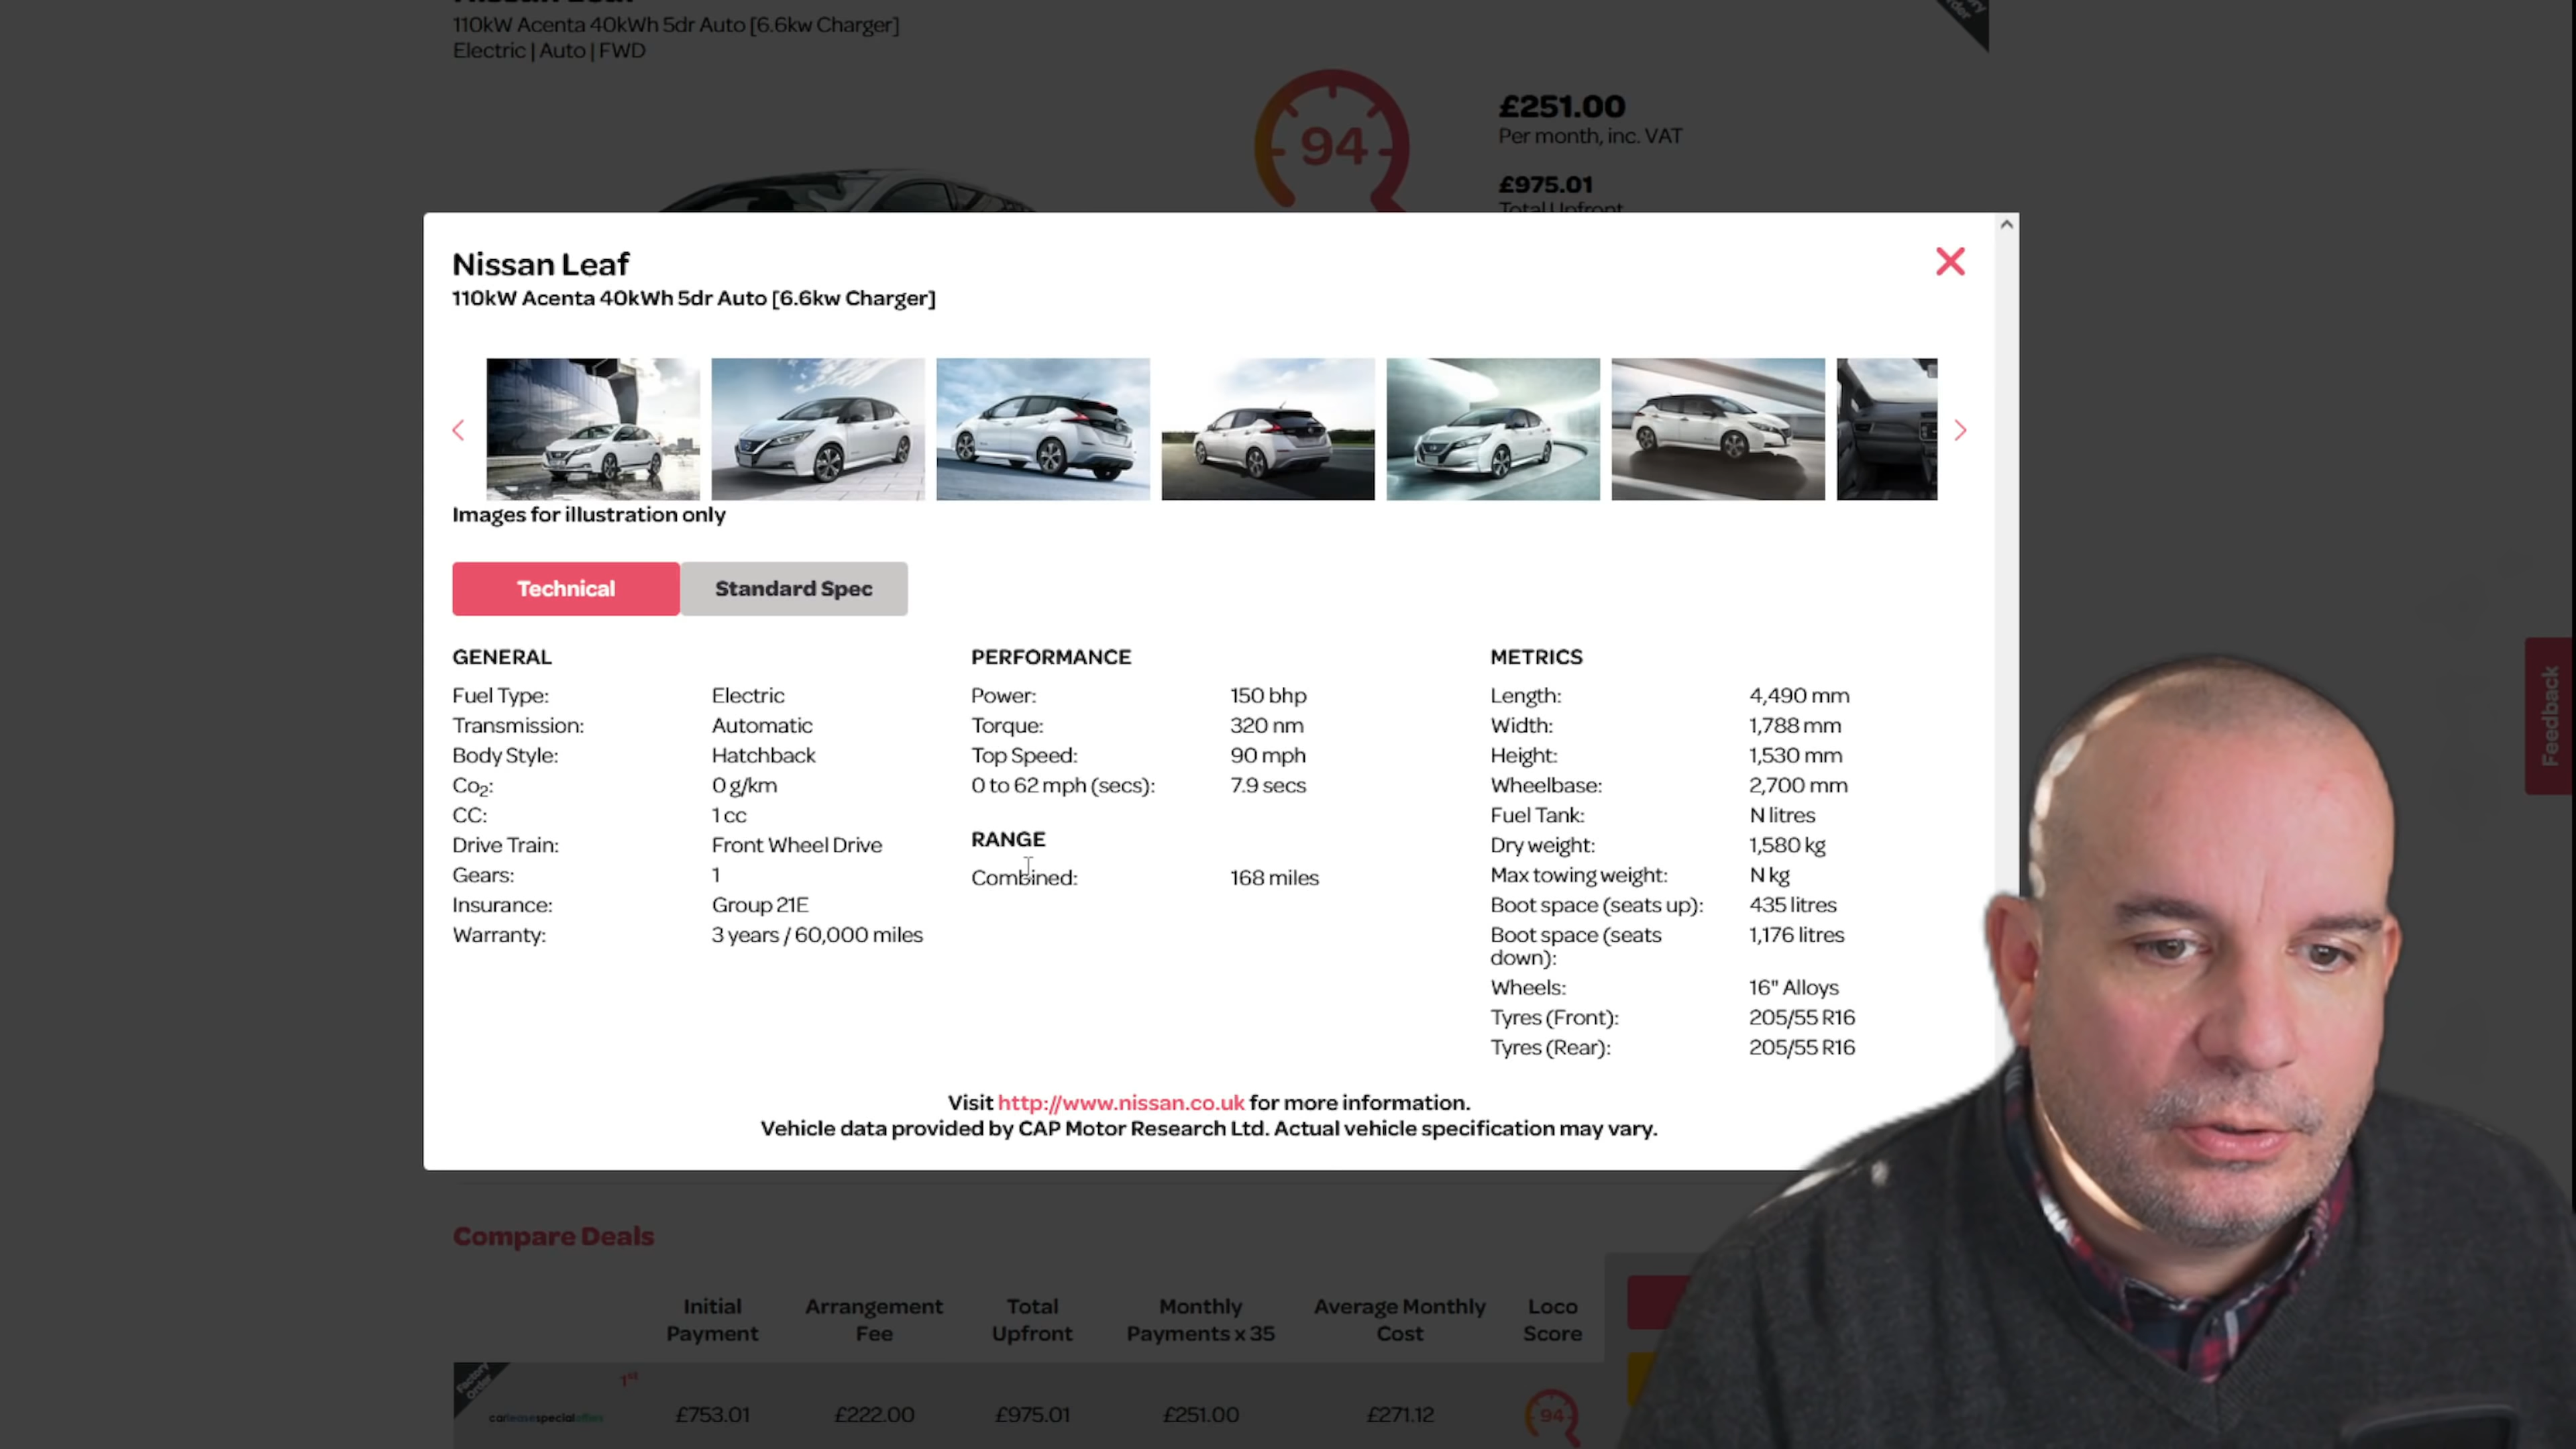 110kW Acenta 40kWh 5dr Auto [6.6kw Charger]
Electric | Auto | FWD
94
£251.00
Per month, inc. VAT
£975.01
Total Upfront
Nissan Leaf
110kW Acenta 40kWh 5dr Auto [6.6kw Charger]
Images for illustration only
Technical
Standard Spec
GENERAL
Fuel Type: Electric
Transmission: Automatic
Body Style: Hatchback
Co₂: 0 g/km
CC: 1 cc
Drive Train: Front Wheel Drive
Gears: 1
Insurance: Group 21E
Warranty: 3 years / 60,000 miles
PERFORMANCE
Power: 150 bhp
Torque: 320 nm
Top Speed: 90 mph
0 to 62 mph (secs): 7.9 secs
RANGE
Combined: 168 miles
METRICS
Length: 4,490 mm
Width: 1,788 mm
Height: 1,530 mm
Wheelbase: 2,700 mm
Fuel Tank: N litres
Dry weight: 1,580 kg
Max towing weight: N kg
Boot space (seats up): 435 litres
Boot space (seats 1,176 litres
down):
Wheels: 16" Alloys
Tyres (Front): 205/55 R16
Tyres (Rear): 205/55 R16
Visit http://www.nissan.co.uk for more information.
Vehicle data provided by CAP Motor Research Ltd. Actual vehicle specification may vary.
Feedback
Compare Deals
Initial Arrangement Total Monthly Average Monthly Loco
Payment Fee Upfront Payments x 35 Cost Score
Factory
Order
1st
carleasespecialoffers
£753.01 £222.00 £975.01 £251.00 £271.12 94